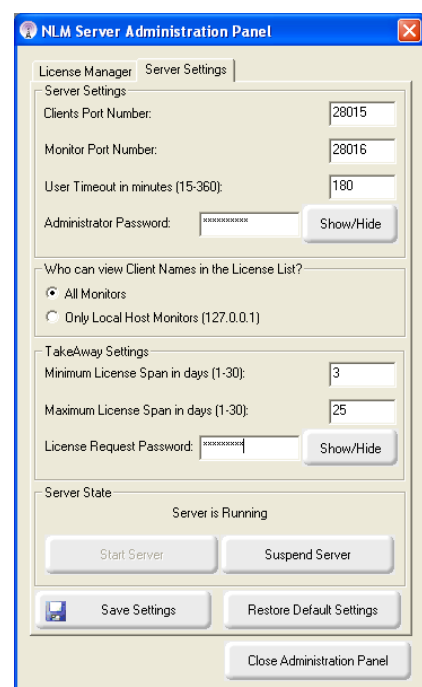 NLM Server Administration Panel
License Manager Server Settings
Server Settings
Clients Port Number: 28015
Monitor Port Number: 28016
User Timeout in minutes (15-360): 180
Administrator Password: ×××××××××× Show/Hide
Who can view Client Names in the License List?
All Monitors
Only Local Host Monitors (127.0.0.1)
TakeAway Settings
Minimum License Span in days (1-30): 3
Maximum License Span in days (1-30): 25
License Request Password: ××××××××× Show/Hide
Server State
Server is Running
Start Server Suspend Server
Save Settings Restore Default Settings
Close Administration Panel